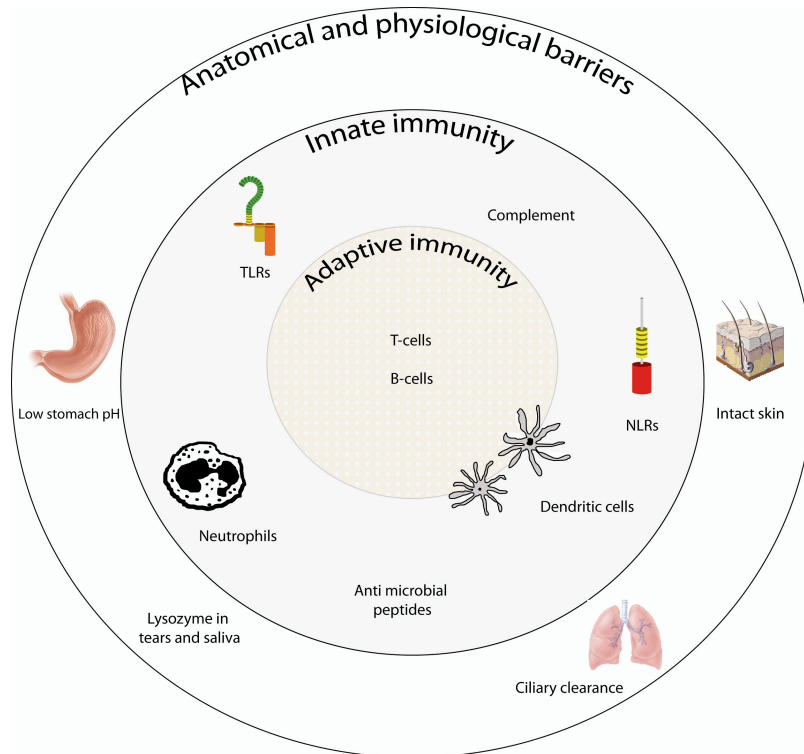 Anatomical and physiological barriers
Innate immunity
Complement
Adaptive immunity
TLRs
T-cells
B-cells
Low stomach pH
NLRs
Intact skin
Dendritic cells
Neutrophils
Anti microbial
peptides
Lysozyme in
tears and saliva
Ciliary clearance